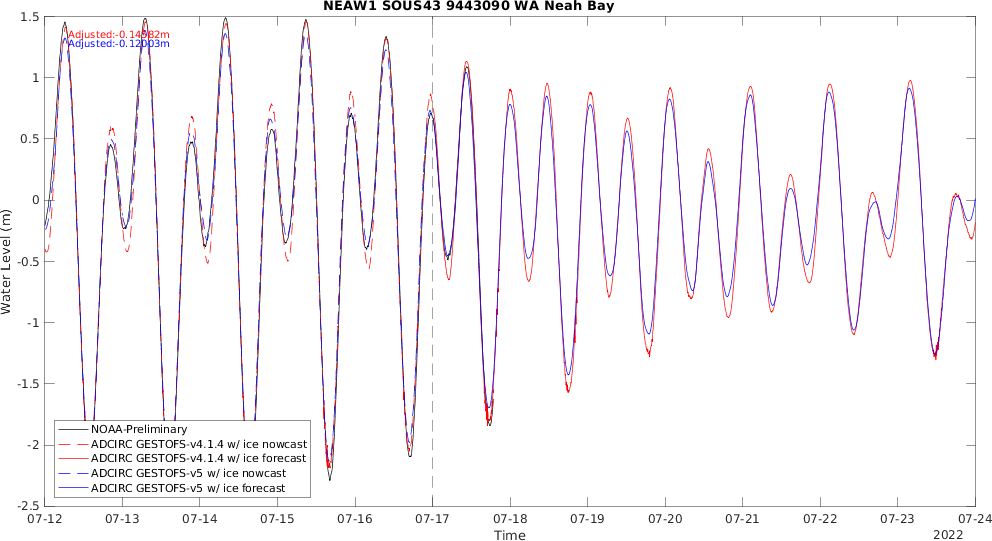 NEAW1 SOUS43 9443090 WA Neah Bay
Adjusted:-0.14582m
Adjusted:-0.12003m
1.5
1
0.5
0
-0.5
-1
-1.5
-2
-2.5
Water Level (m)
NOAA-Preliminary
ADCIRC GESTOFS-v4.1.4 w/ ice nowcast
ADCIRC GESTOFS-v4.1.4 w/ ice forecast
ADCIRC GESTOFS-v5 w/ ice nowcast
ADCIRC GESTOFS-v5 w/ ice forecast
07-12 07-13 07-14 07-15 07-16 07-17 07-18 07-19 07-20 07-21 07-22 07-23 07-24
Time
2022